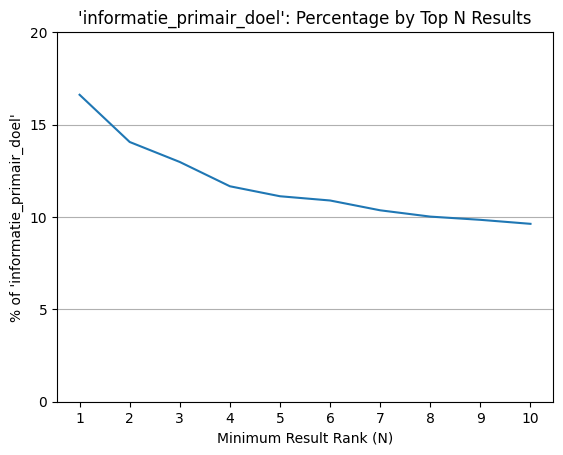 'informatie_primair_doel': Percentage by Top N Results
% of 'informatie_primair_doel'
20
15
10
5
0
1 2 3 4 5 6 7 8 9 10
Minimum Result Rank (N)